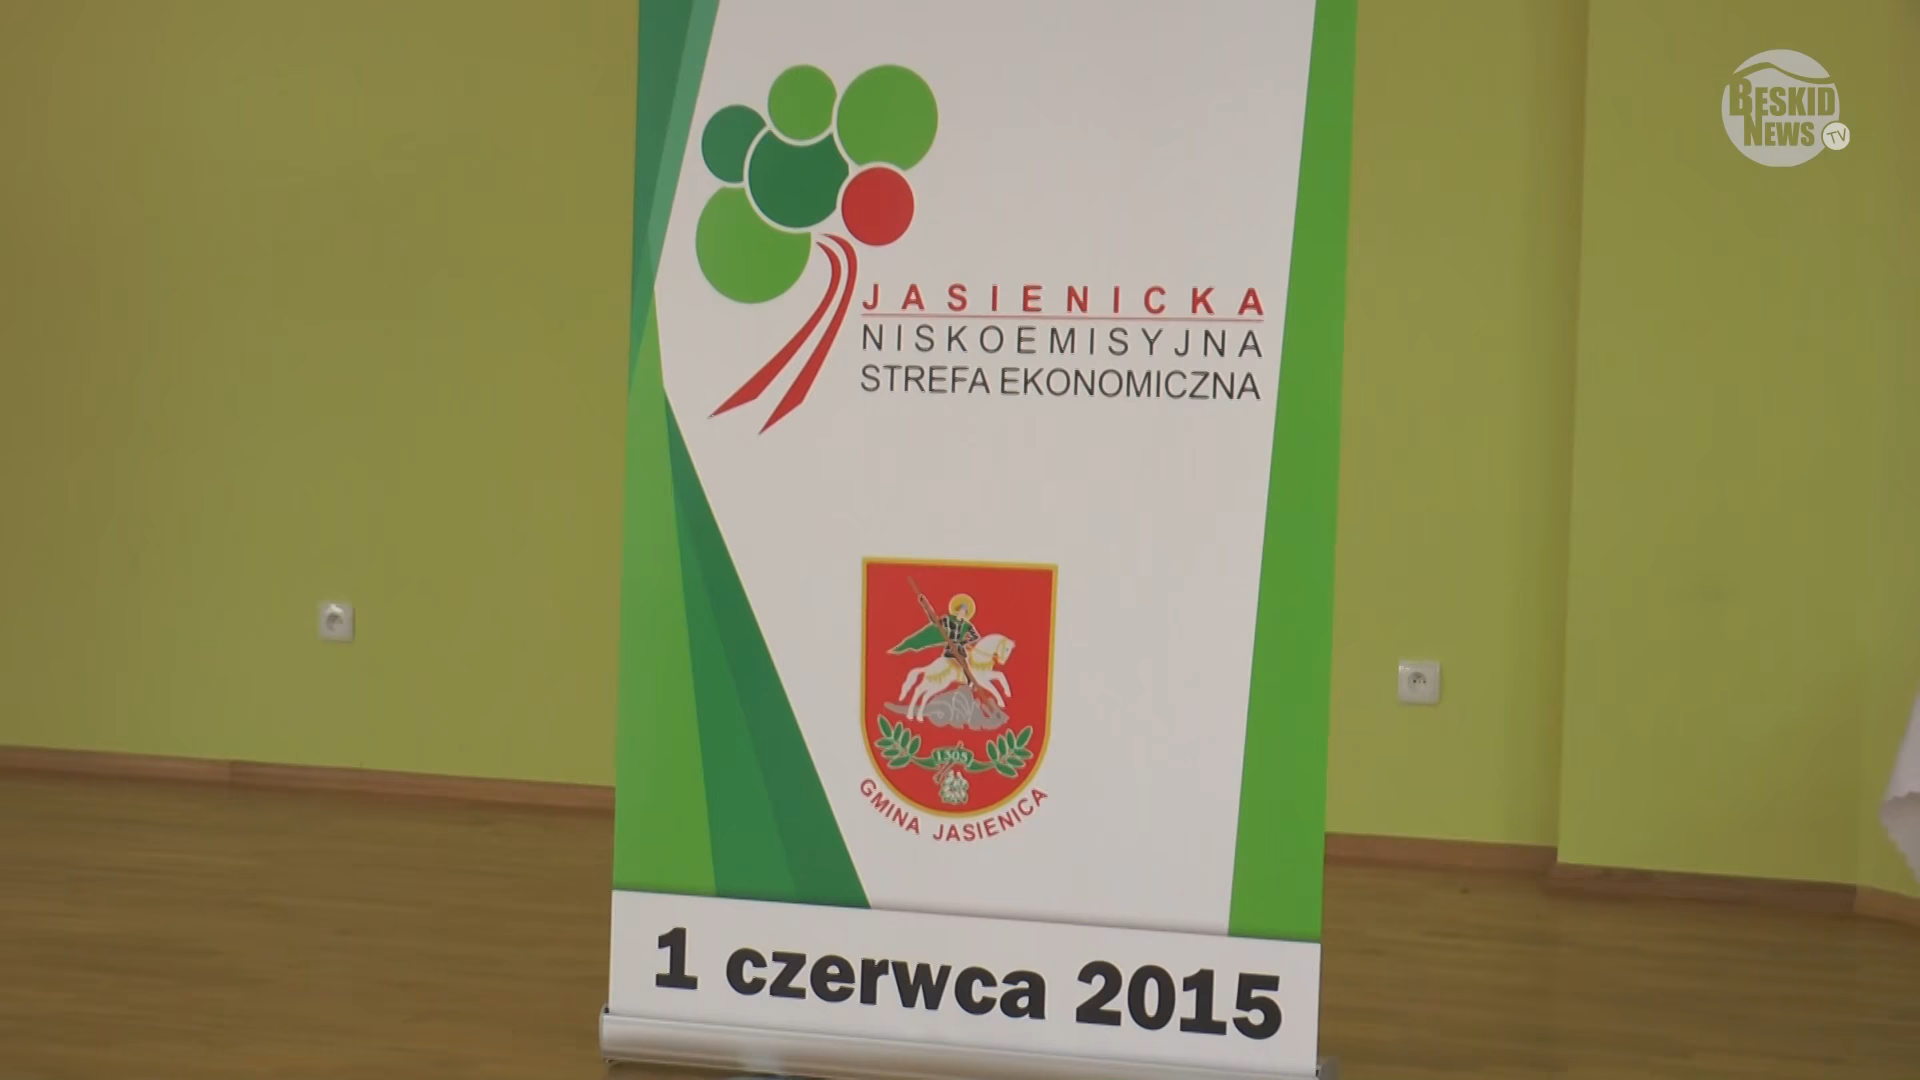 BESKID
NEWS TV
JASIENICKA
NISKOEMISYJNA
STREFA EKONOMICZNA
1305
GMINA JASIENICA
1 czerwca 2015